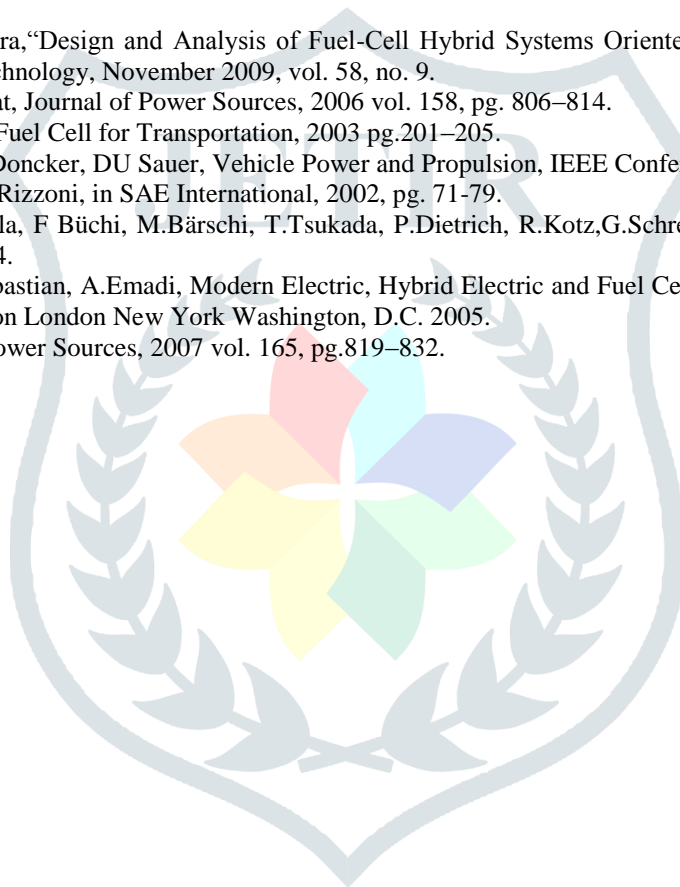 ra,“Design and Analysis of Fuel-Cell Hybrid Systems Oriente
chnology, November 2009, vol. 58, no. 9.
at, Journal of Power Sources, 2006 vol. 158, pg. 806–814.
Fuel Cell for Transportation, 2003 pg.201–205.
Doncker, DU Sauer, Vehicle Power and Propulsion, IEEE Confer
Rizzoni, in SAE International, 2002, pg. 71-79.
la, F Büchi, M.Bärschi, T.Tsukada, P.Dietrich, R.Kotz,G.Schre
4.
bastian, A.Emadi, Modern Electric, Hybrid Electric and Fuel Ce
on London New York Washington, D.C. 2005.
ower Sources, 2007 vol. 165, pg.819–832.
JETIR